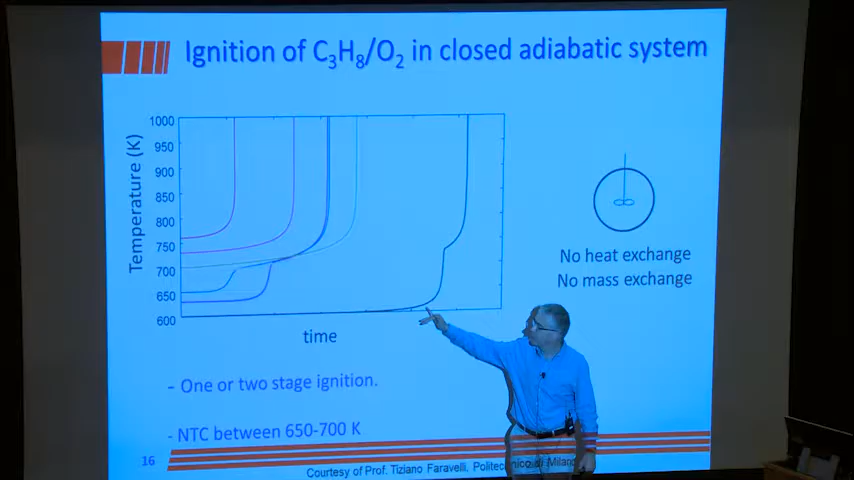 Ignition of C₃H₈/O₂ in closed adiabatic system
Temperature (K)
1000
950
900
850
800
750
700
650
600
time
No heat exchange
No mass exchange
- One or two stage ignition.
- NTC between 650-700 K
16
Courtesy of Prof. Tiziano Faravelli, Politecnico di Milano